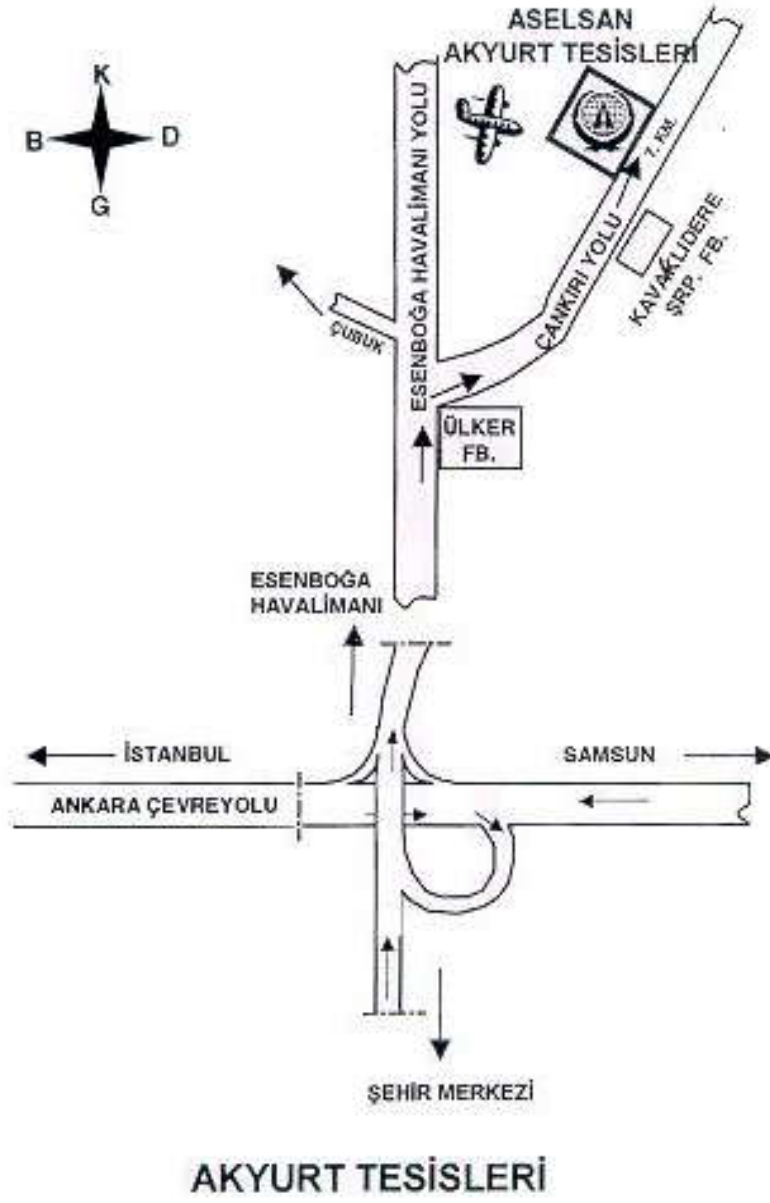 ASELSAN
AKYURT TESİSLERİ
K
B
D
G
ESENBOĞA HAVALİMANI YOLU
7. KM.
ÇANKIRI YOLU
KAVAKLIDERE
ŞRP. FB.
ÇUBUK
ÜLKER
FB.
ESENBOĞA
HAVALİMANI
İSTANBUL
SAMSUN
ANKARA ÇEVREYOLU
ŞEHİR MERKEZİ
AKYURT TESİSLERİ